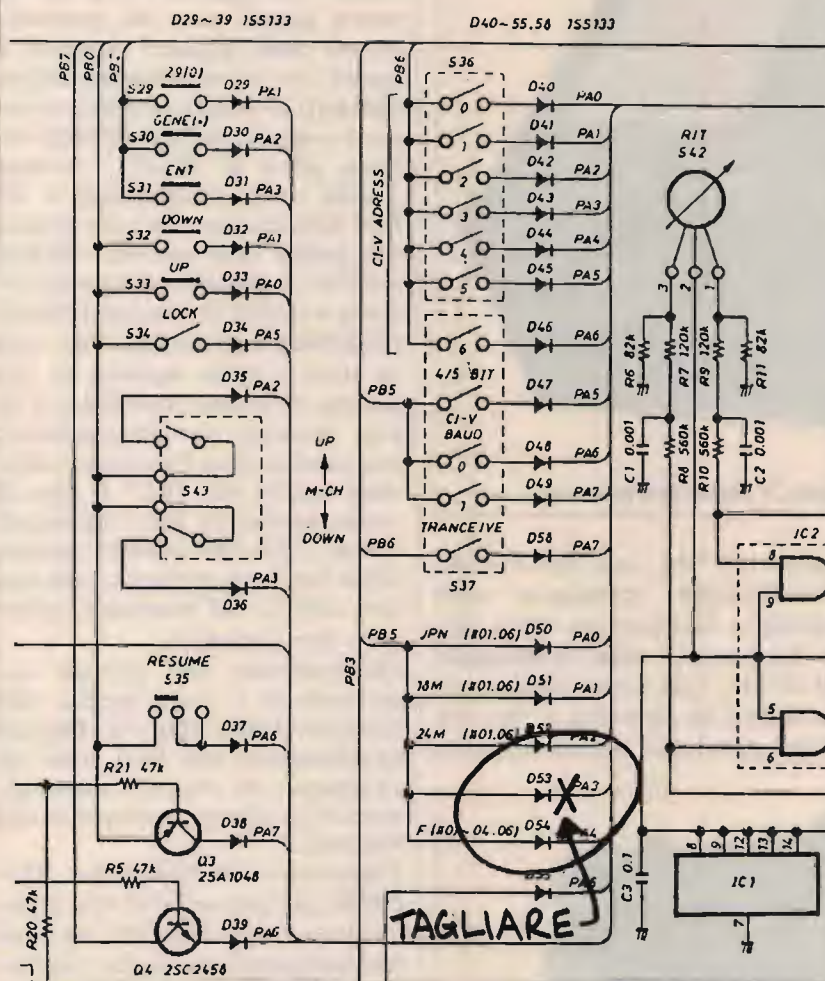 D29~39 1SS133
D40~55.58 1SS133
PB7
PB0
PB6
S36
29(0)
S29
D29
PA1
GENE(•)
S30
D30
PA2
ENT
S31
D31
PA3
DOWN
S32
D32
PA1
UP
S33
D33
PA0
LOCK
S34
D34
PA5
D35
PA2
S43
UP
M-CH
DOWN
PA3
D36
RESUME
S35
D37
PA6
R21 47k
D38
PA7
Q3
2SA1048
R5 47k
R20 47k
D39
PA6
Q4 2SC2458
CI-V ADRESS
0
D40
PA0
1
D41
PA1
2
D42
PA2
3
D43
PA3
4
D44
PA4
5
D45
PA5
6
D46
PA6
4/5 BIT
PB5
D47
PA5
CI-V
BAUD
0
D48
PA6
1
D49
PA7
TRANCEIVE
PB6
D58
PA7
S37
PB3
PB5
JPN (#01.06)
D50
PA0
18M (#01.06)
D51
PA1
24M (#01.06)
D52
PA2
D53
X
PA3
D54
TAGLIARE
RIT
S42
3
2
1
R6 82k
R7 120k
R9 120k
R11 82k
C1 0.001
R8 560k
R10 560k
C2 0.001
IC2
8
9
5
6
8
9
12
13
14
C3 0.1
IC1
7